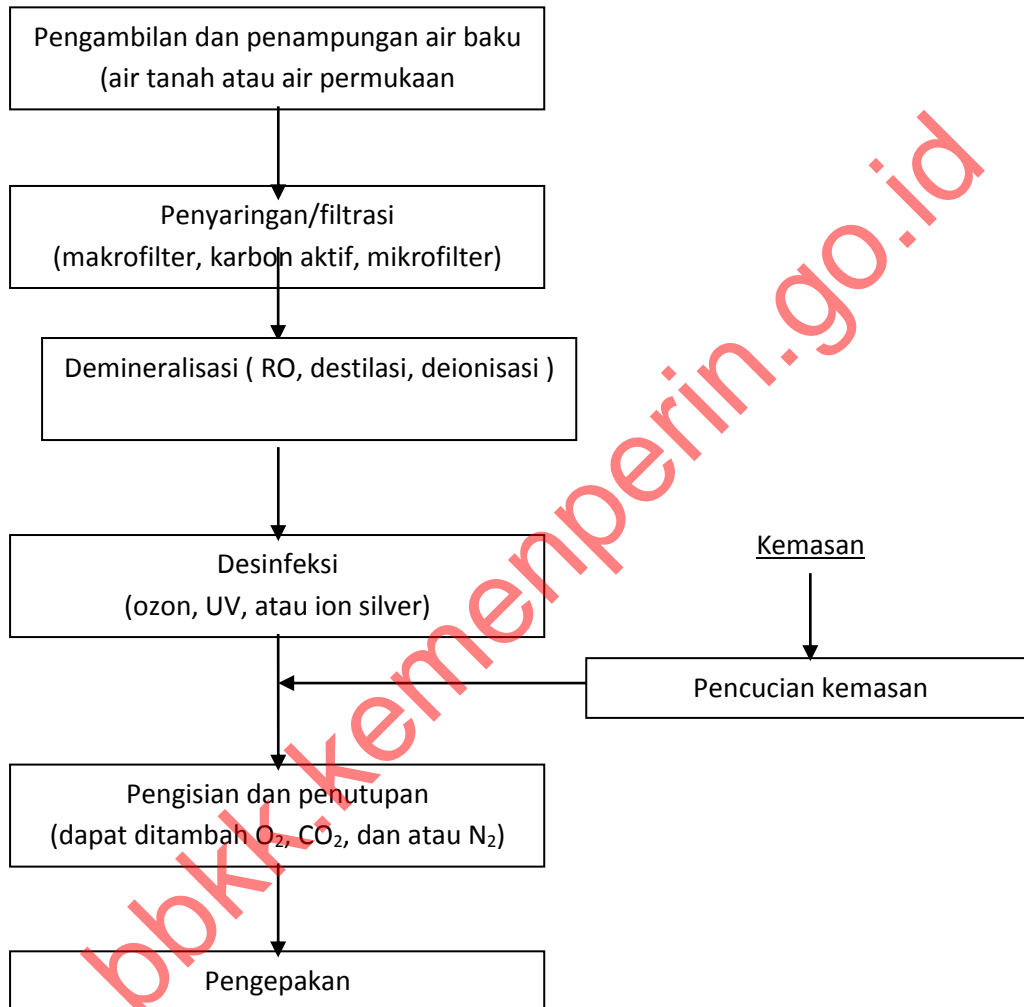 Pengambilan dan penampungan air baku
(air tanah atau air permukaan
Penyaringan/filtrasi
(makrofilter, karbon aktif, mikrofilter)
Demineralisasi ( RO, destilasi, deionisasi )
Desinfeksi
(ozon, UV, atau ion silver)
Kemasan
Pencucian kemasan
Pengisian dan penutupan
(dapat ditambah O₂, CO₂, dan atau N₂)
Pengepakan
bbkk.kemenperin.go.id